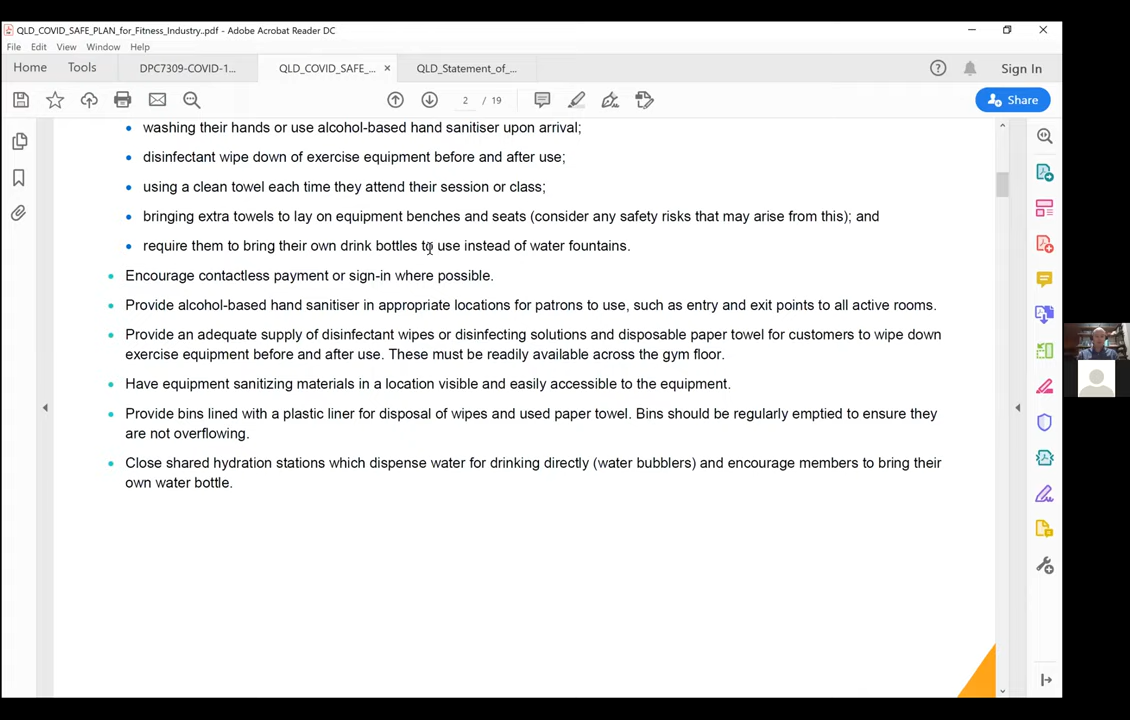 QLD_COVID_SAFE_PLAN_for_Fitness_Industry..pdf - Adobe Acrobat Reader DC
File Edit View Window Help
Home Tools DPC7309-COVID-1... QLD_COVID_SAFE_... × QLD_Statement_of_... Sign In
2 / 19 Share
• washing their hands or use alcohol-based hand sanitiser upon arrival;
• disinfectant wipe down of exercise equipment before and after use;
• using a clean towel each time they attend their session or class;
• bringing extra towels to lay on equipment benches and seats (consider any safety risks that may arise from this); and
• require them to bring their own drink bottles to use instead of water fountains.
• Encourage contactless payment or sign-in where possible.
• Provide alcohol-based hand sanitiser in appropriate locations for patrons to use, such as entry and exit points to all active rooms.
• Provide an adequate supply of disinfectant wipes or disinfecting solutions and disposable paper towel for customers to wipe down
exercise equipment before and after use. These must be readily available across the gym floor.
• Have equipment sanitizing materials in a location visible and easily accessible to the equipment.
• Provide bins lined with a plastic liner for disposal of wipes and used paper towel. Bins should be regularly emptied to ensure they
are not overflowing.
• Close shared hydration stations which dispense water for drinking directly (water bubblers) and encourage members to bring their
own water bottle.